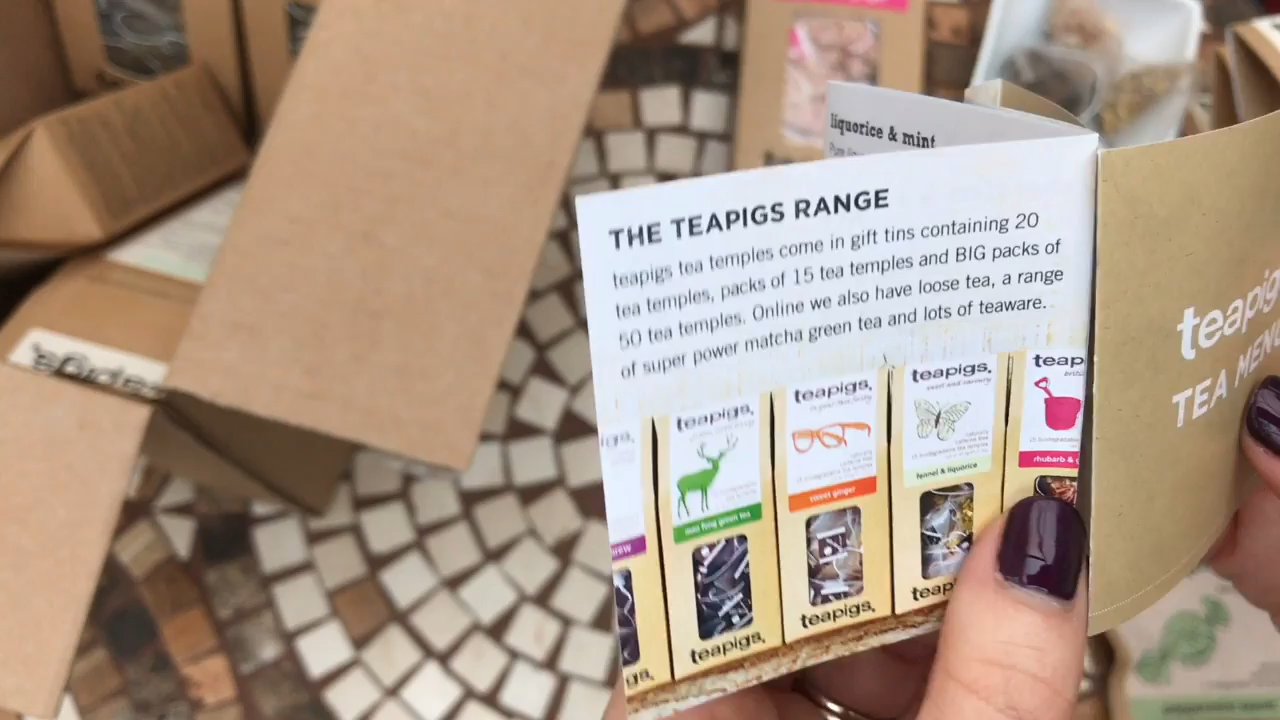 liquorice & mint
THE TEAPIGS RANGE
teapigs tea temples come in gift tins containing 20
tea temples, packs of 15 tea temples and BIG packs of
50 tea temples. Online we also have loose tea, a range
of super power matcha green tea and lots of teaware.
teapigs.
mao feng green tea
teapigs.
teapigs.
sweet ginger
teapigs.
teapigs.
fennel & liquorice
teap
teap
rhubarb & g
teapig
TEA MENU
teapigs.